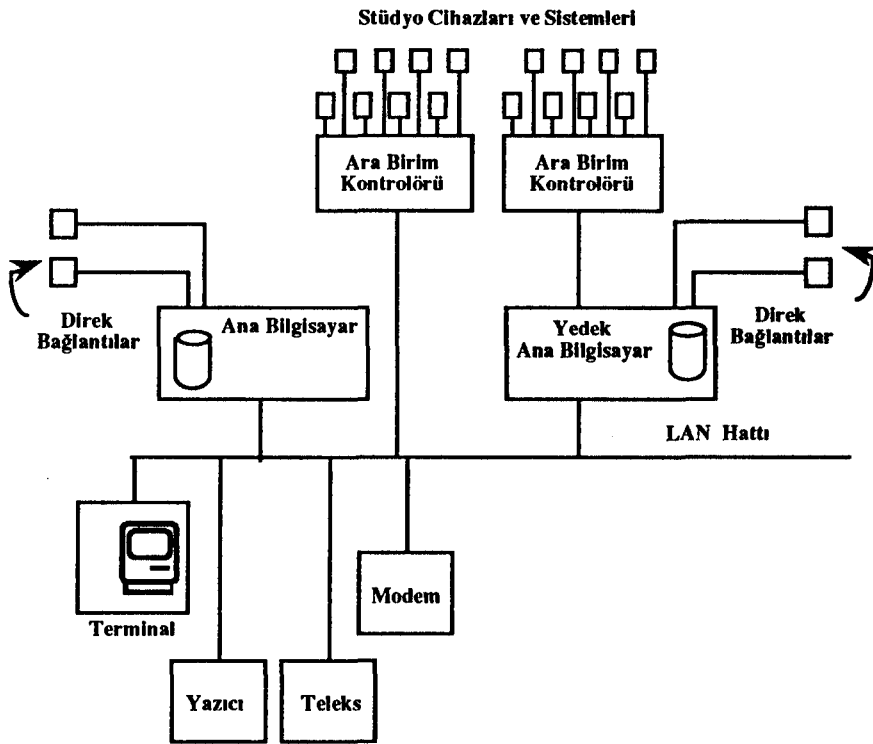 Stüdyo Cihazları ve Sistemleri
Ara Birim
Kontrolörü
Ara Birim
Kontrolörü
Direk
Bağlantılar
Ana Bilgisayar
Yedek
Ana Bilgisayar
Direk
Bağlantılar
LAN Hattı
Terminal
Modem
Yazıcı
Teleks